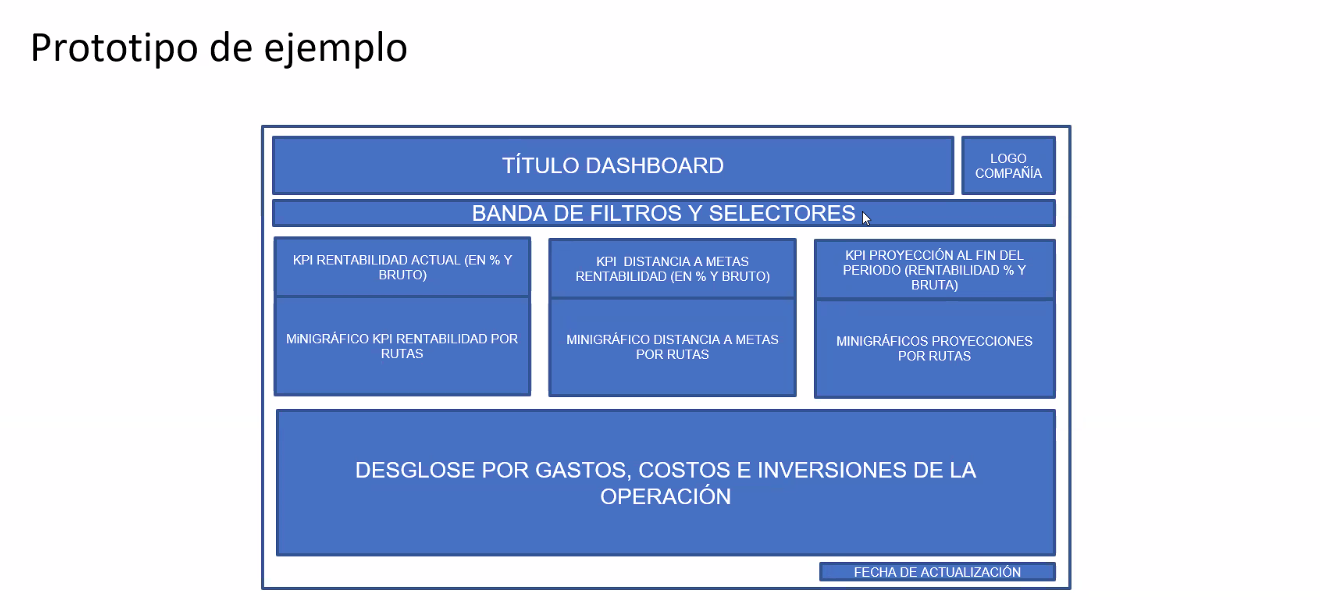 Prototipo de ejemplo
TÍTULO DASHBOARD
LOGO
COMPAÑÍA
BANDA DE FILTROS Y SELECTORES
KPI RENTABILIDAD ACTUAL (EN % Y
BRUTO)
KPI DISTANCIA A METAS
RENTABILIDAD (EN % Y BRUTO)
KPI PROYECCIÓN AL FIN DEL
PERIODO (RENTABILIDAD % Y
BRUTA)
MiNIGRÁFICO KPI RENTABILIDAD POR
RUTAS
MINIGRÁFICO DISTANCIA A METAS
POR RUTAS
MINIGRÁFICOS PROYECCIONES
POR RUTAS
DESGLOSE POR GASTOS, COSTOS E INVERSIONES DE LA
OPERACIÓN
FECHA DE ACTUALIZACIÓN